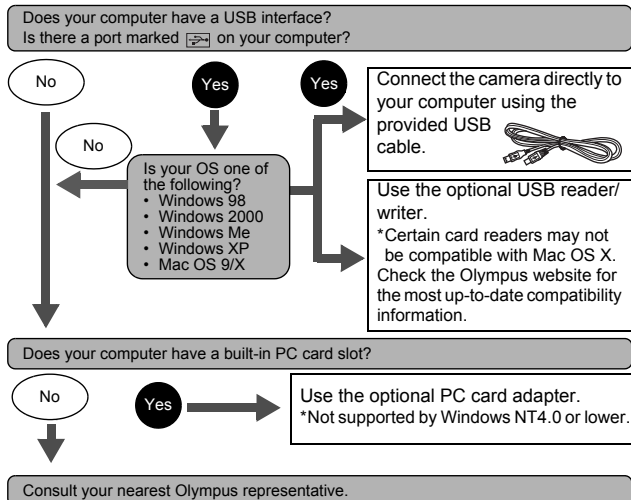 Does your computer have a USB interface?
Is there a port marked on your computer?
No
Yes
Yes
Connect the camera directly to
your computer using the
provided USB
cable.
No
Is your OS one of
the following?
• Windows 98
• Windows 2000
• Windows Me
• Windows XP
• Mac OS 9/X
Use the optional USB reader/
writer.
*Certain card readers may not
be compatible with Mac OS X.
Check the Olympus website for
the most up-to-date compatibility
information.
Does your computer have a built-in PC card slot?
No
Yes
Use the optional PC card adapter.
*Not supported by Windows NT4.0 or lower.
Consult your nearest Olympus representative.